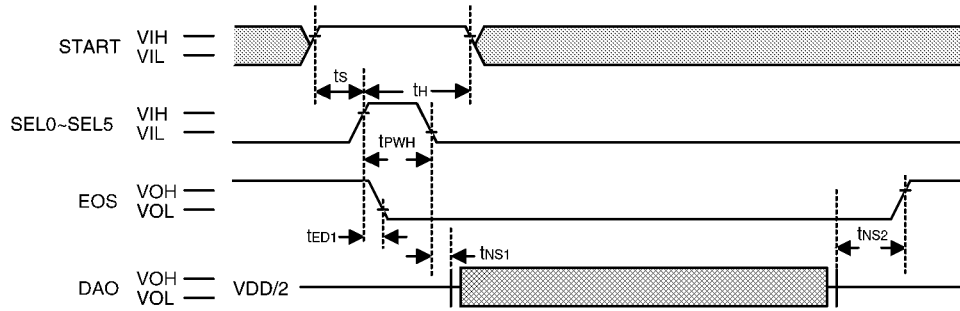 START VIH
VIL
tS tH
SEL0~SEL5 VIH
VIL
tPWH
EOS VOH
VOL
tED1 tNS1 tNS2
DAO VOH
VOL VDD/2